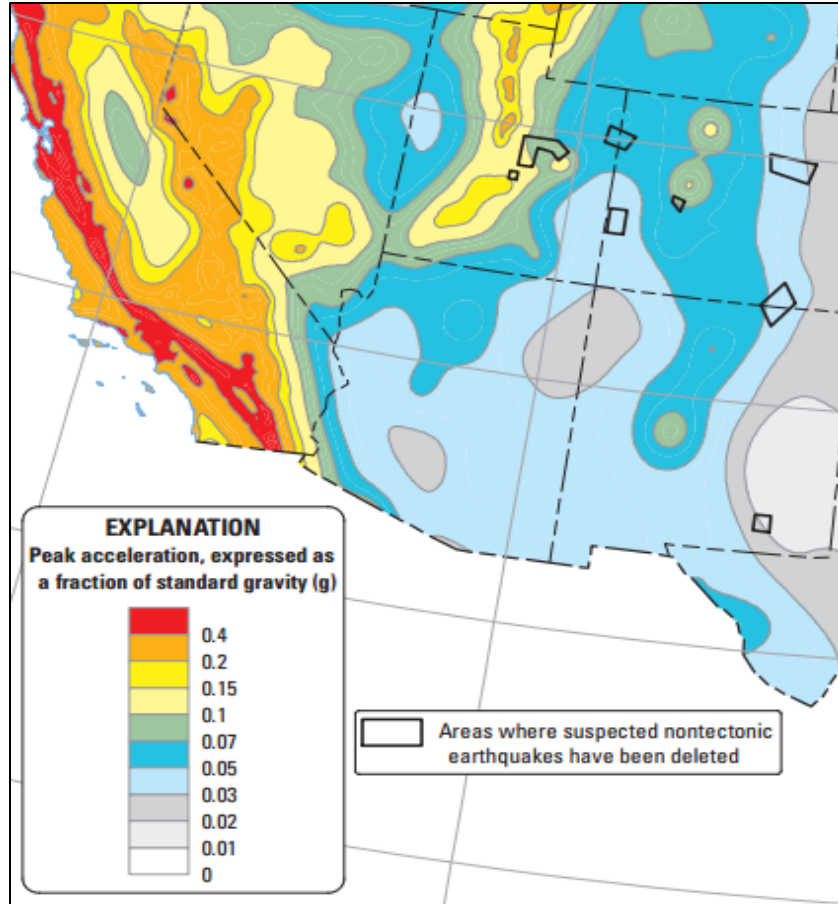 EXPLANATION
Peak acceleration, expressed as
a fraction of standard gravity (g)
0.4
0.2
0.15
0.1
0.07
0.05
0.03
0.02
0.01
0
Areas where suspected nontectonic
earthquakes have been deleted